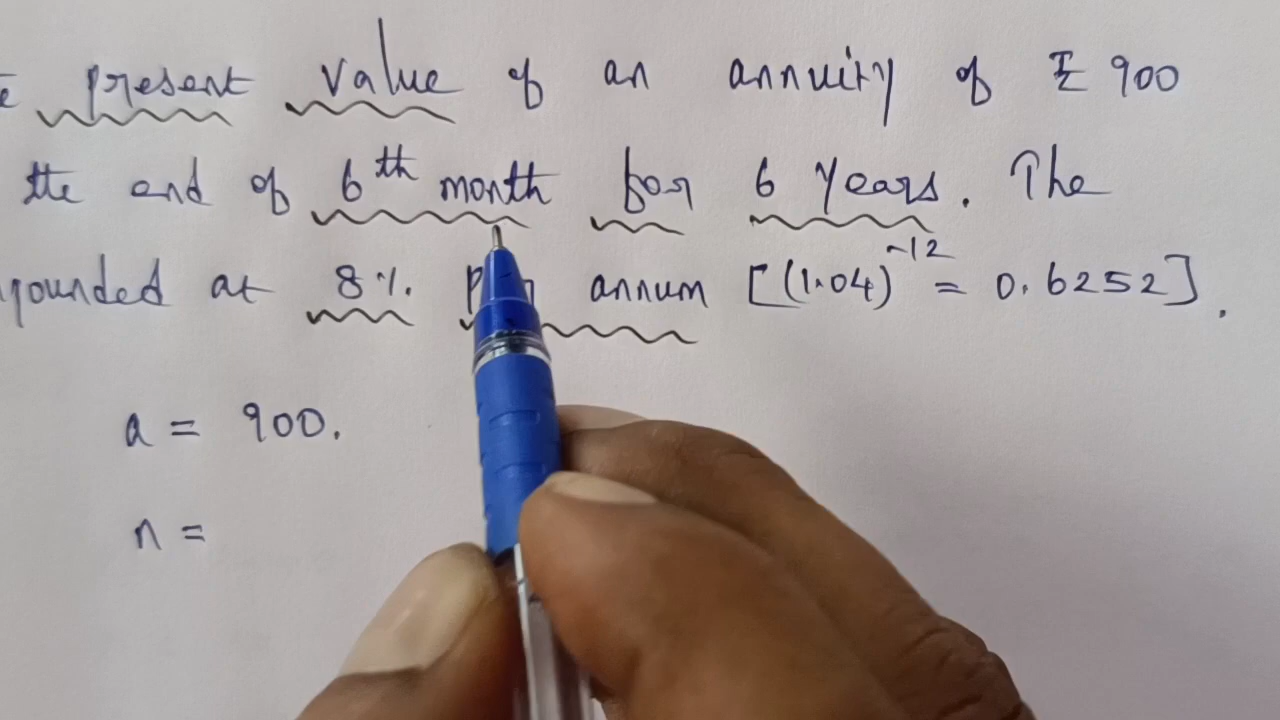 present value of an annuity of ₹ 900
the end of 6th month for 6 years. The
at 8% per annum [(1.04)^-12 = 0.6252].
a = 900.
n =